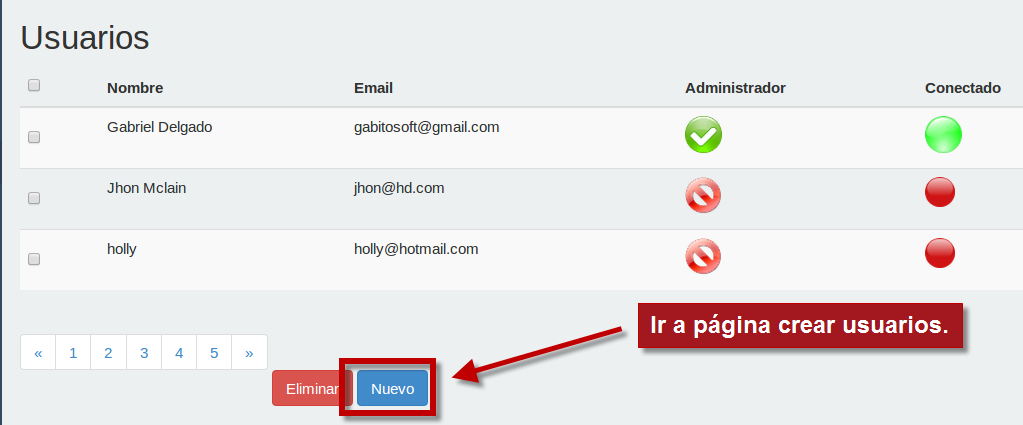 Usuarios
Nombre Email Administrador Conectado
Gabriel Delgado gabitosoft@gmail.com
Jhon Mclain jhon@hd.com
holly holly@hotmail.com
Ir a página crear usuarios.
« 1 2 3 4 5 »
Eliminar Nuevo